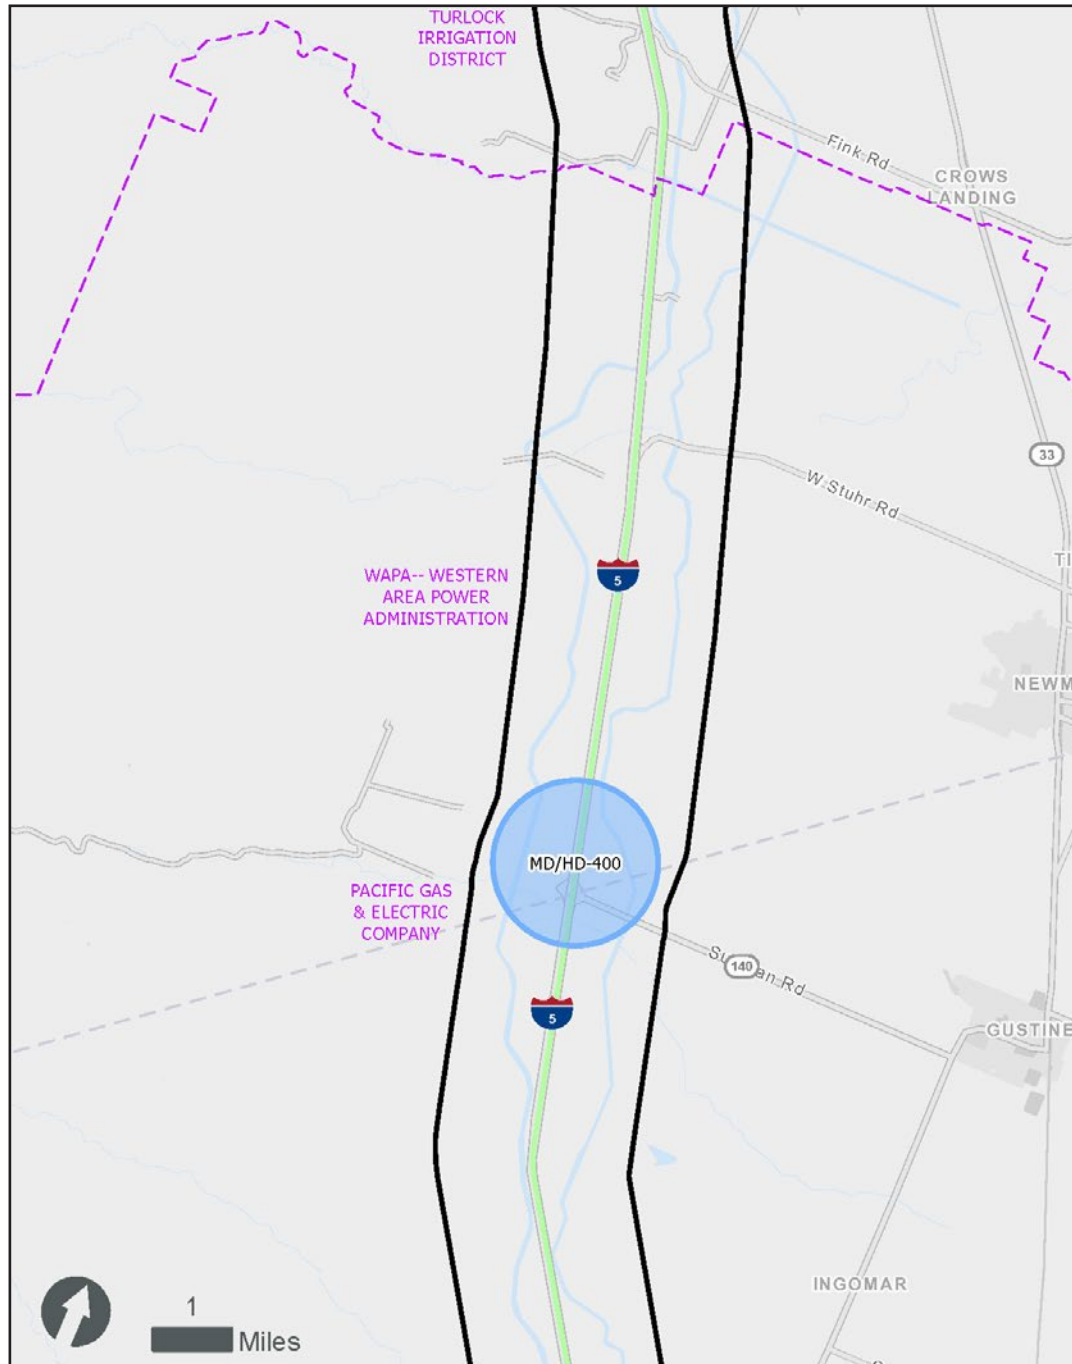 TURLOCK
IRRIGATION
DISTRICT
Fink Rd
CROWS
LANDING
33
W Stuhr Rd
TI
5
WAPA-- WESTERN
AREA POWER
ADMINISTRATION
NEWM
MD/HD-400
PACIFIC GAS
& ELECTRIC
COMPANY
140
Rd
5
GUSTINE
INGOMAR
1
Miles